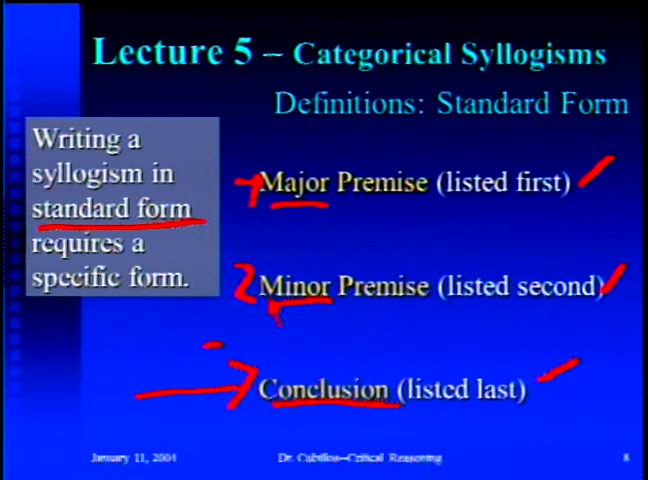 Lecture 5 – Categorical Syllogisms
Definitions: Standard Form
Writing a
syllogism in
standard form
requires a
specific form.
Major Premise (listed first)
Minor Premise (listed second)
Conclusion (listed last)
January 11, 2004
Dr. –Critical Reasoning
8